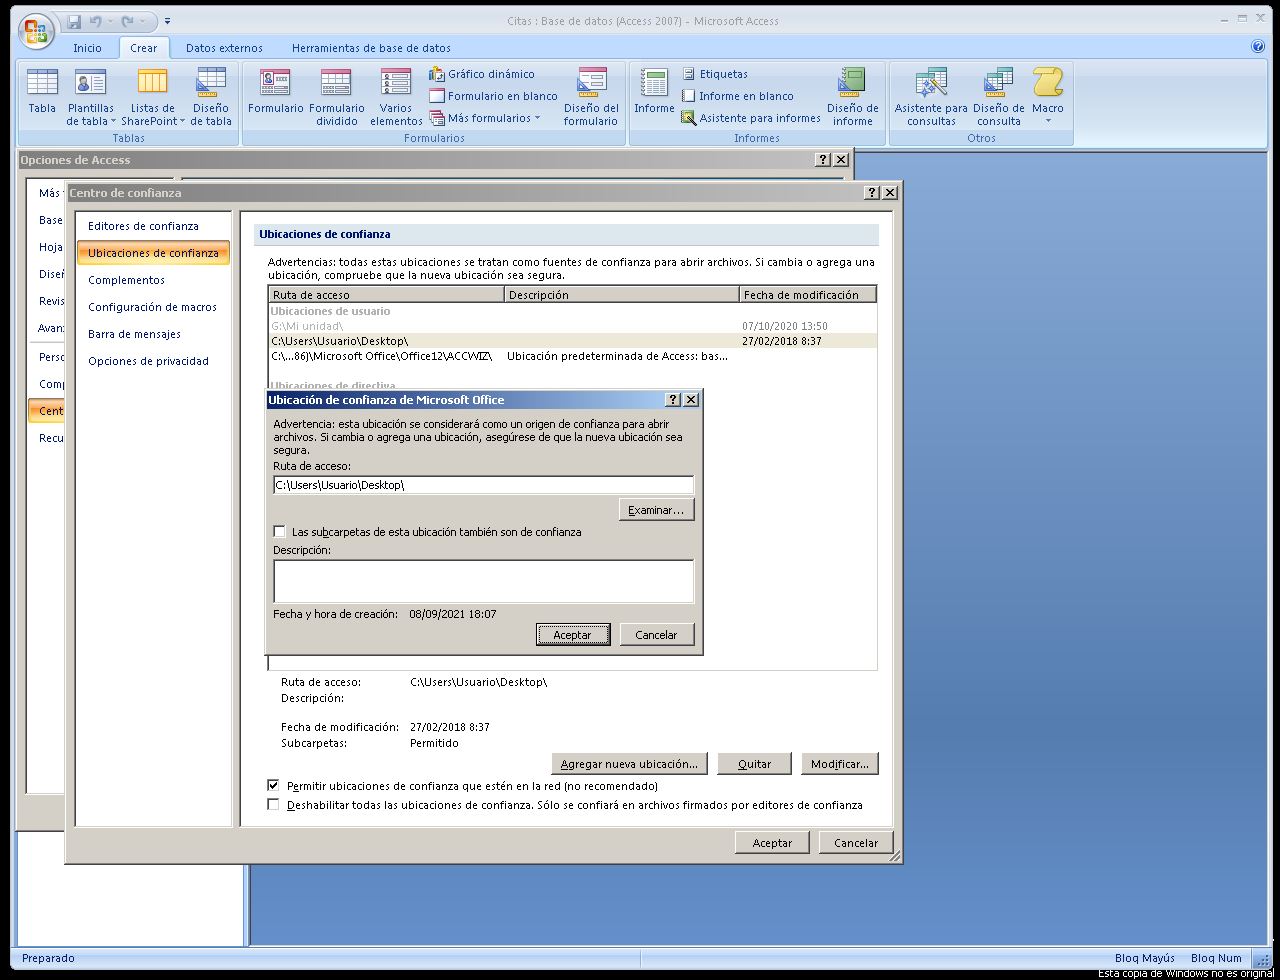 Citas : Base de datos (Access 2007) - Microsoft Access
Inicio Crear Datos externos Herramientas de base de datos
Tabla
Plantillas de tabla
Listas de SharePoint
Diseño de tabla
Tablas
Formulario
Formulario dividido
Varios elementos
Gráfico dinámico
Formulario en blanco
Más formularios
Diseño del formulario
Formularios
Informe
Etiquetas
Informe en blanco
Asistente para informes
Diseño de informe
Informes
Asistente para consultas
Diseño de consulta
Macro
Otros
Opciones de Access
Más
Base
Hoja
Diseñ
Revis
Avan
Perso
Comp
Cent
Recu
Centro de confianza
Editores de confianza
Ubicaciones de confianza
Complementos
Configuración de macros
Barra de mensajes
Opciones de privacidad
Ubicaciones de confianza
Advertencias: todas estas ubicaciones se tratan como fuentes de confianza para abrir archivos. Si cambia o agrega una
ubicación, compruebe que la nueva ubicación sea segura.
Ruta de acceso Descripción Fecha de modificación
Ubicaciones de usuario
G:\Mi unidad\ 07/10/2020 13:50
C:\Users\Usuario\Desktop\ 27/02/2018 8:37
C:\...86)\Microsoft Office\Office12\ACCWIZ\ Ubicación predeterminada de Access: bas...
Ubicaciones de directiva
Ubicación de confianza de Microsoft Office
Advertencia: esta ubicación se considerará como un origen de confianza para abrir
archivos. Si cambia o agrega una ubicación, asegúrese de que la nueva ubicación sea
segura.
Ruta de acceso:
C:\Users\Usuario\Desktop\
Examinar...
Las subcarpetas de esta ubicación también son de confianza
Descripción:
Fecha y hora de creación: 08/09/2021 18:07
Aceptar Cancelar
Ruta de acceso: C:\Users\Usuario\Desktop\
Descripción:
Fecha de modificación: 27/02/2018 8:37
Subcarpetas: Permitido
Agregar nueva ubicación... Quitar Modificar...
Permitir ubicaciones de confianza que estén en la red (no recomendado)
Deshabilitar todas las ubicaciones de confianza. Sólo se confiará en archivos firmados por editores de confianza
Aceptar Cancelar
Preparado Bloq Mayús Bloq Num
Esta copia de Windows no es original